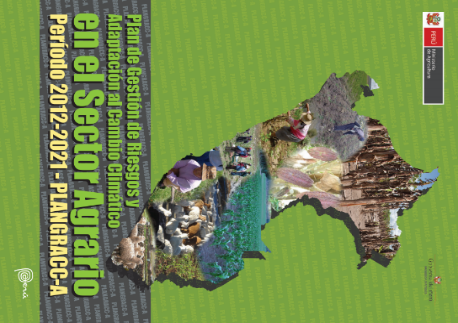 PERÚ
Ministerio
de Agricultura
Plan de Gestión de Riesgos y
Adaptación al Cambio Climático
en el Sector Agrario
Período 2012-2021 - PLANGRACC-A
Perú